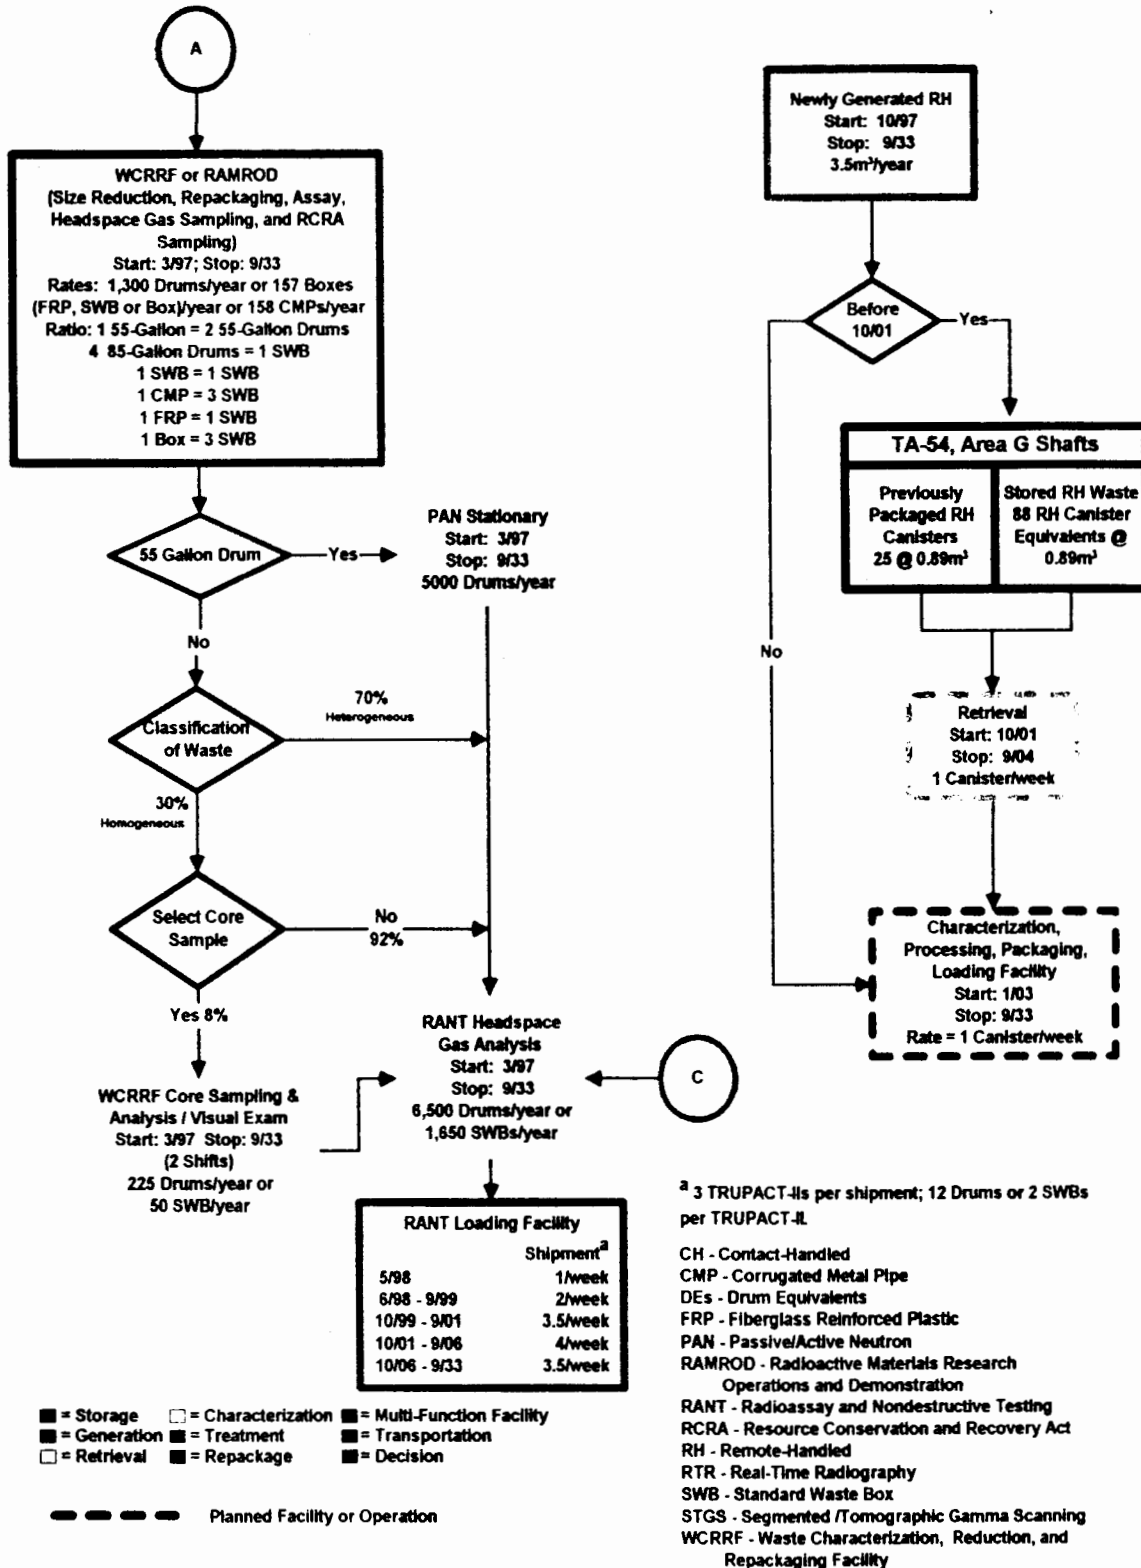 A
WCRRF or RAMROD
(Size Reduction, Repackaging, Assay,
Headspace Gas Sampling, and RCRA
Sampling)
Start: 3/97; Stop: 9/33
Rates: 1,300 Drums/year or 157 Boxes
(FRP, SWB or Box)/year or 158 CMPs/year
Ratio: 1 55-Gallon = 2 55-Gallon Drums
4 85-Gallon Drums = 1 SWB
1 SWB = 1 SWB
1 CMP = 3 SWB
1 FRP = 1 SWB
1 Box = 3 SWB
55 Gallon Drum
Yes
No
PAN Stationary
Start: 3/97
Stop: 9/33
5000 Drums/year
Classification
of Waste
70%
Heterogeneous
30%
Homogeneous
Select Core
Sample
No
92%
Yes 8%
WCRRF Core Sampling &
Analysis / Visual Exam
Start: 3/97 Stop: 9/33
(2 Shifts)
225 Drums/year or
50 SWB/year
RANT Headspace
Gas Analysis
Start: 3/97
Stop: 9/33
6,500 Drums/year or
1,650 SWBs/year
C
RANT Loading Facility
Shipment a
5/98 1/week
6/98 - 9/99 2/week
10/99 - 9/01 3.5/week
10/01 - 9/06 4/week
10/06 - 9/33 3.5/week
Newly Generated RH
Start: 10/97
Stop: 9/33
3.5m³/year
Before
10/01
Yes
No
TA-54, Area G Shafts
Previously
Packaged RH
Canisters
25 @ 0.89m³
Stored RH Waste
88 RH Canister
Equivalents @
0.89m³
Retrieval
Start: 10/01
Stop: 9/04
1 Canister/week
Characterization,
Processing, Packaging,
Loading Facility
Start: 1/03
Stop: 9/33
Rate = 1 Canister/week
a 3 TRUPACT-IIs per shipment; 12 Drums or 2 SWBs
per TRUPACT-II.
CH - Contact-Handled
CMP - Corrugated Metal Pipe
DEs - Drum Equivalents
FRP - Fiberglass Reinforced Plastic
PAN - Passive/Active Neutron
RAMROD - Radioactive Materials Research
Operations and Demonstration
RANT - Radioassay and Nondestructive Testing
RCRA - Resource Conservation and Recovery Act
RH - Remote-Handled
RTR - Real-Time Radiography
SWB - Standard Waste Box
STGS - Segmented /Tomographic Gamma Scanning
WCRRF - Waste Characterization, Reduction, and
Repackaging Facility
= Storage = Characterization = Multi-Function Facility
= Generation = Treatment = Transportation
= Retrieval = Repackage = Decision
Planned Facility or Operation